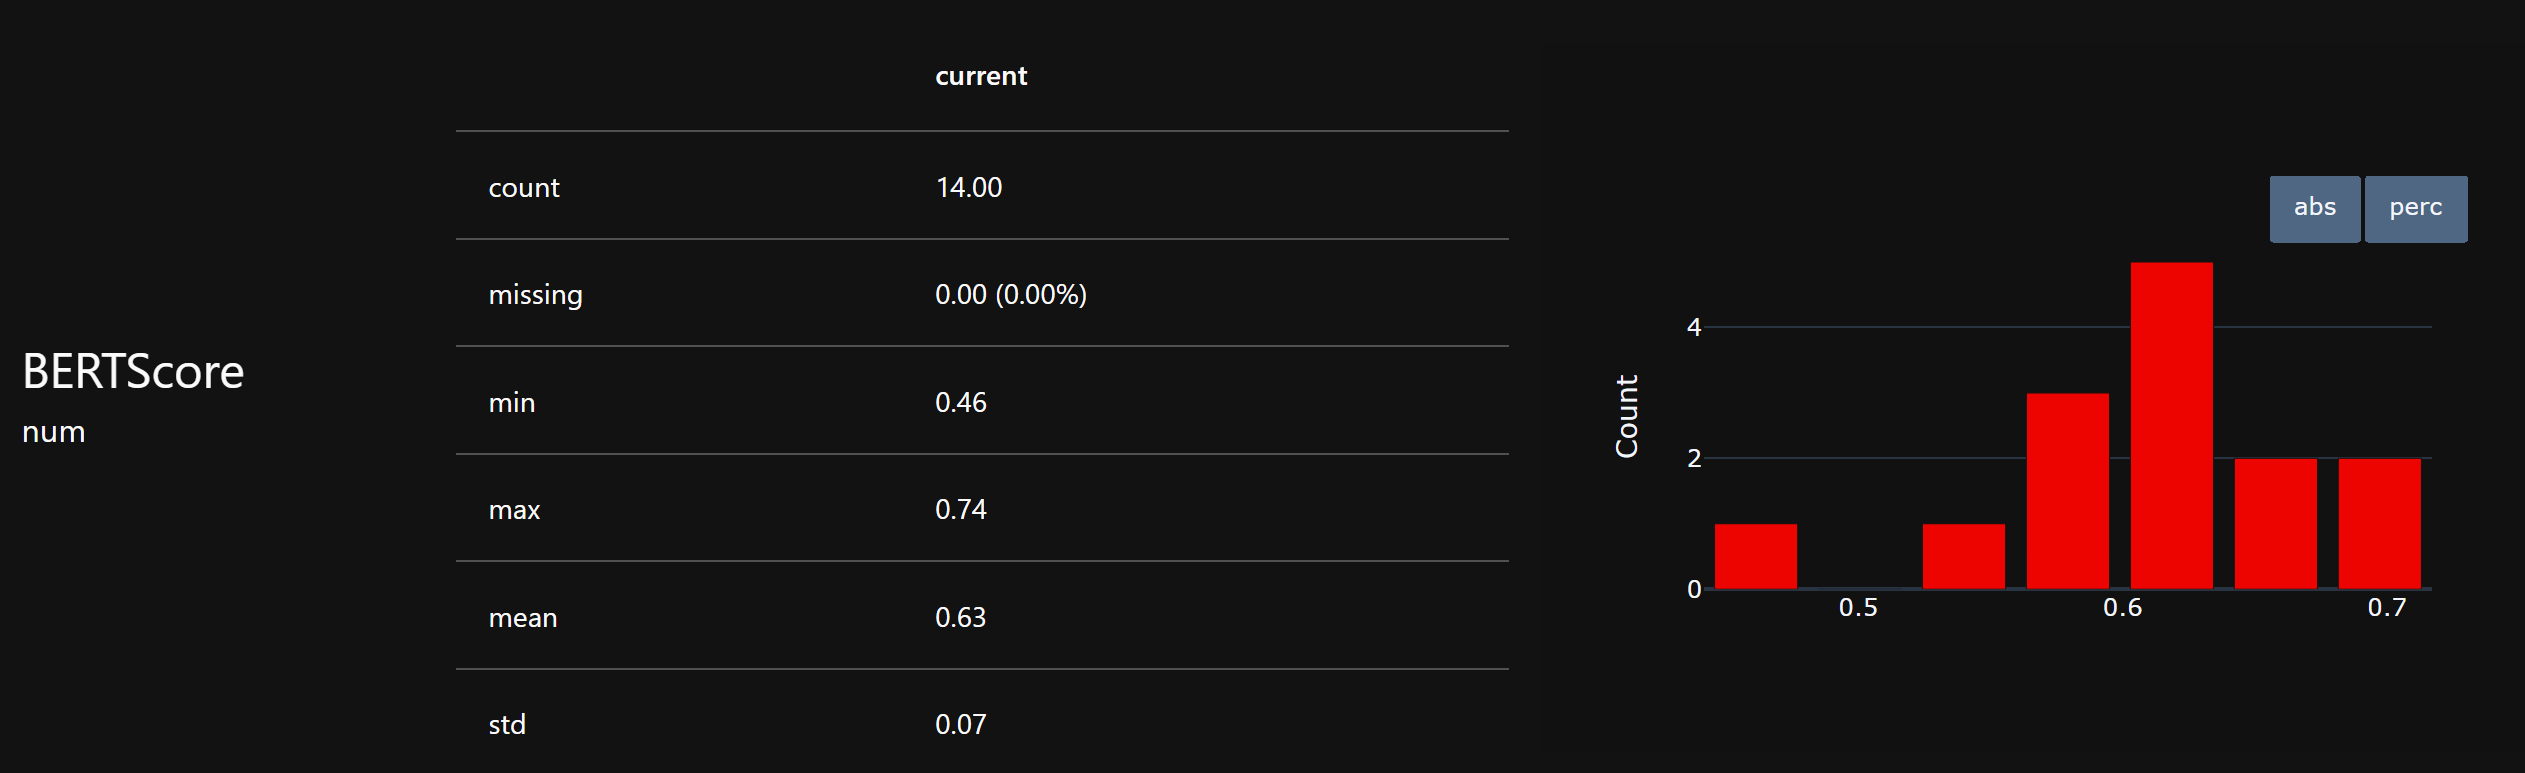 BERTScore
num
current
count 14.00
missing 0.00 (0.00%)
min 0.46
max 0.74
mean 0.63
std 0.07
abs perc
Count
4
2
0
0.5 0.6 0.7